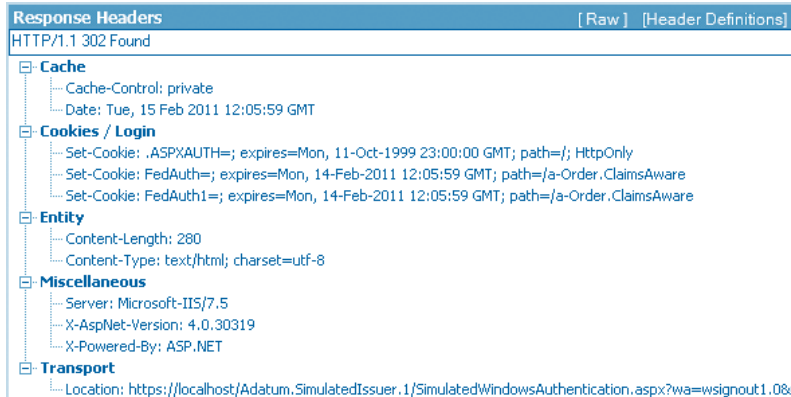 Response Headers [ Raw ] [Header Definitions]
HTTP/1.1 302 Found
Cache
Cache-Control: private
Date: Tue, 15 Feb 2011 12:05:59 GMT
Cookies / Login
Set-Cookie: .ASPXAUTH=; expires=Mon, 11-Oct-1999 23:00:00 GMT; path=/; HttpOnly
Set-Cookie: FedAuth=; expires=Mon, 14-Feb-2011 12:05:59 GMT; path=/a-Order.ClaimsAware
Set-Cookie: FedAuth1=; expires=Mon, 14-Feb-2011 12:05:59 GMT; path=/a-Order.ClaimsAware
Entity
Content-Length: 280
Content-Type: text/html; charset=utf-8
Miscellaneous
Server: Microsoft-IIS/7.5
X-AspNet-Version: 4.0.30319
X-Powered-By: ASP.NET
Transport
Location: https://localhost/Adatum.SimulatedIssuer.1/SimulatedWindowsAuthentication.aspx?wa=wsignout1.0&